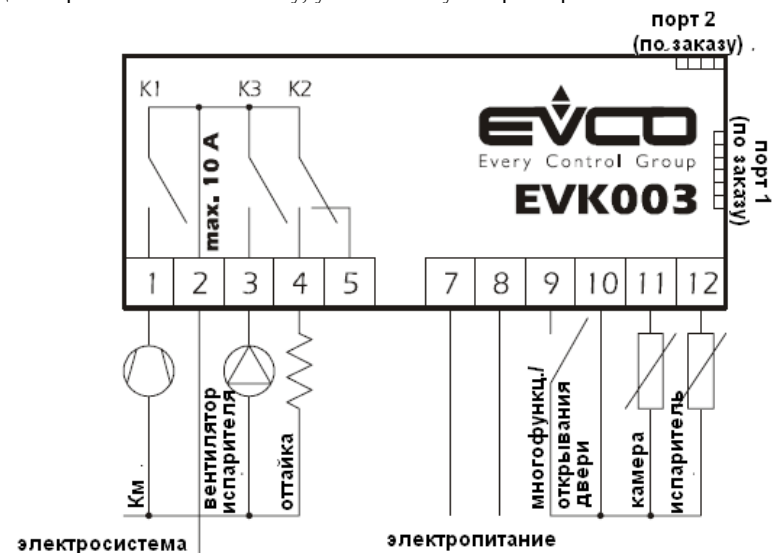 порт 2
(по заказу)
K1 K3 K2
max. 10 A
EVCO
Every Control Group
EVK003
порт 1
(по заказу)
1 2 3 4 5 7 8 9 10 11 12
Км
вентилятор
испарителя
оттайка
многофункц./
открывания
двери
камера
испаритель
электросистема
электропитание